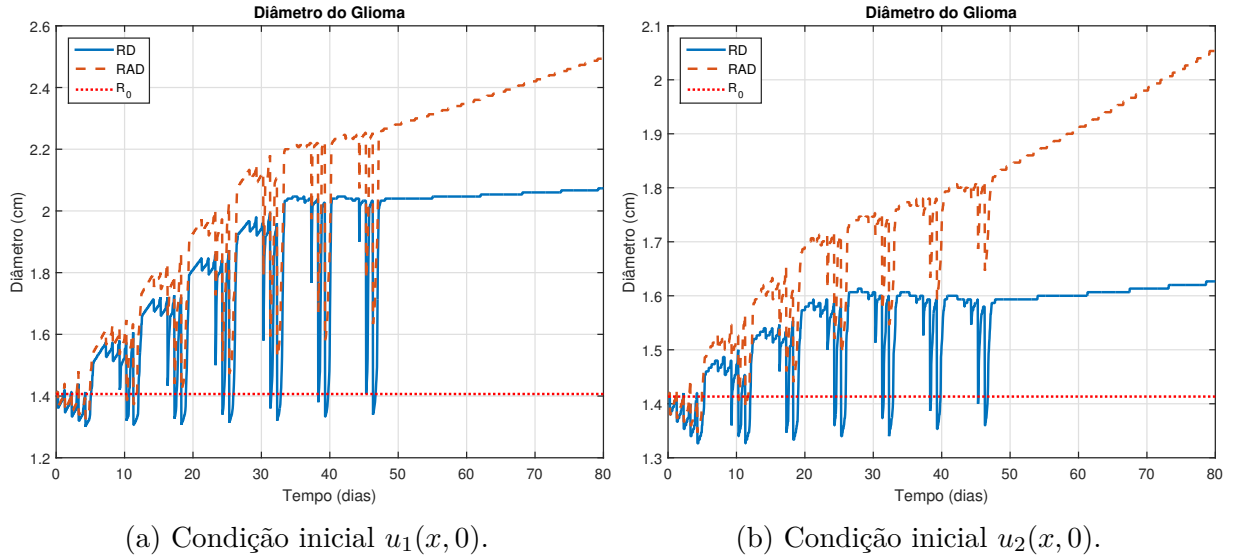 Diâmetro do Glioma
2.6
2.4
2.2
2
1.8
1.6
1.4
1.2
Diâmetro (cm)
RD
RAD
R0
0 10 20 30 40 50 60 70 80
Tempo (dias)
(a) Condição inicial u1(x, 0).
Diâmetro do Glioma
2.1
2
1.9
1.8
1.7
1.6
1.5
1.4
1.3
Diâmetro (cm)
RD
RAD
R0
0 10 20 30 40 50 60 70 80
Tempo (dias)
(b) Condição inicial u2(x, 0).